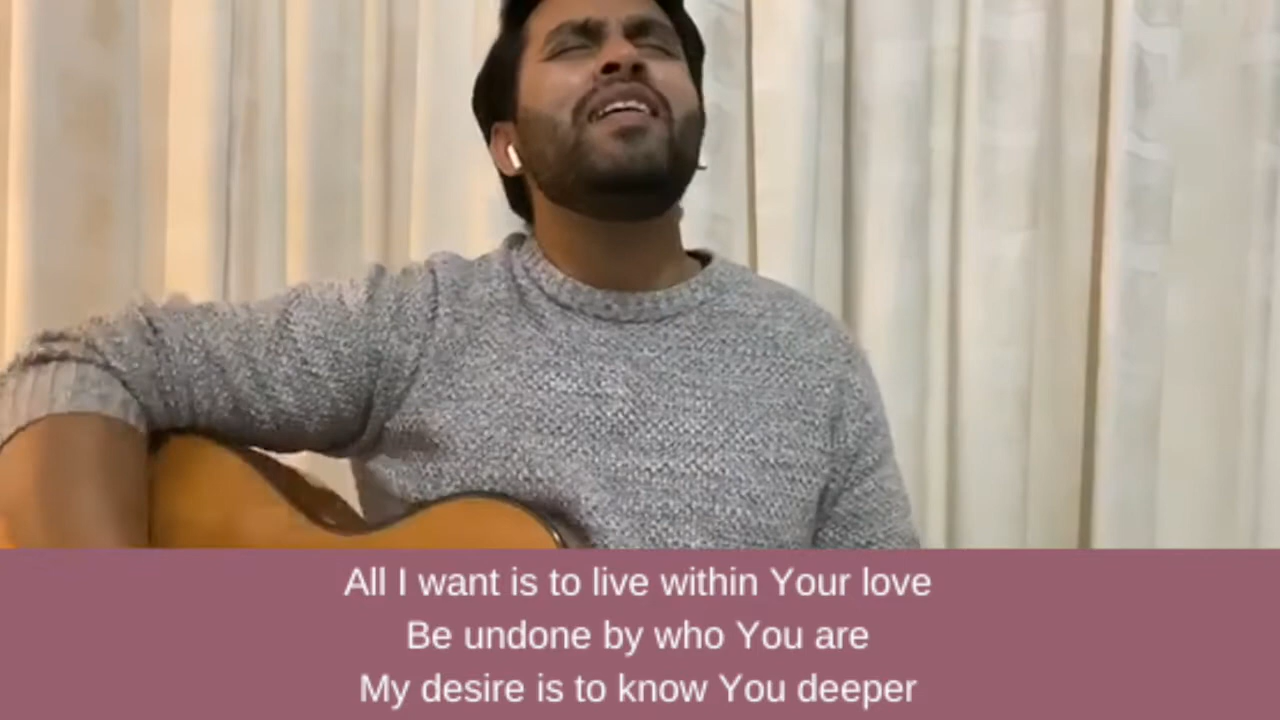 All I want is to live within Your love
Be undone by who You are
My desire is to know You deeper